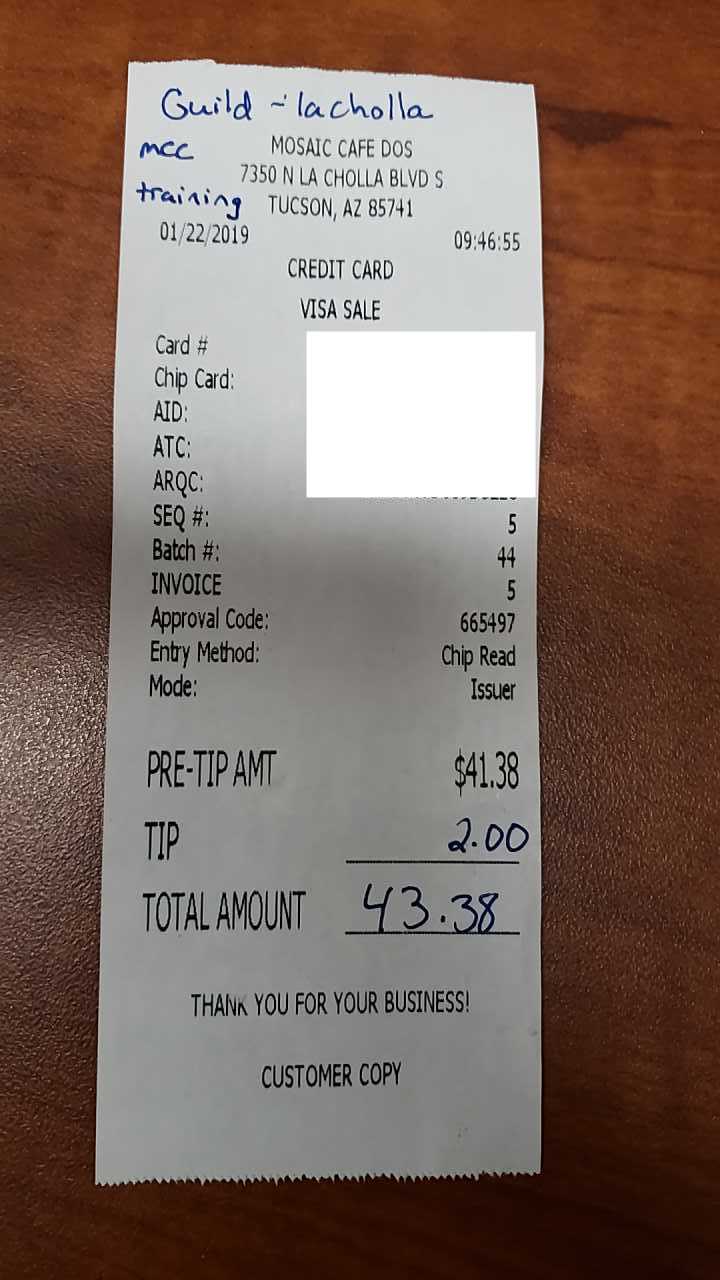 Guild - lacholla
mcc
training
MOSAIC CAFE DOS
7350 N LA CHOLLA BLVD S
TUCSON, AZ 85741
01/22/2019 09:46:55
CREDIT CARD
VISA SALE
Card #
Chip Card:
AID:
ATC:
ARQC:
SEQ #: 5
Batch #: 44
INVOICE 5
Approval Code: 665497
Entry Method: Chip Read
Mode: Issuer
PRE-TIP AMT $41.38
TIP 2.00
TOTAL AMOUNT 43.38
THANK YOU FOR YOUR BUSINESS!
CUSTOMER COPY